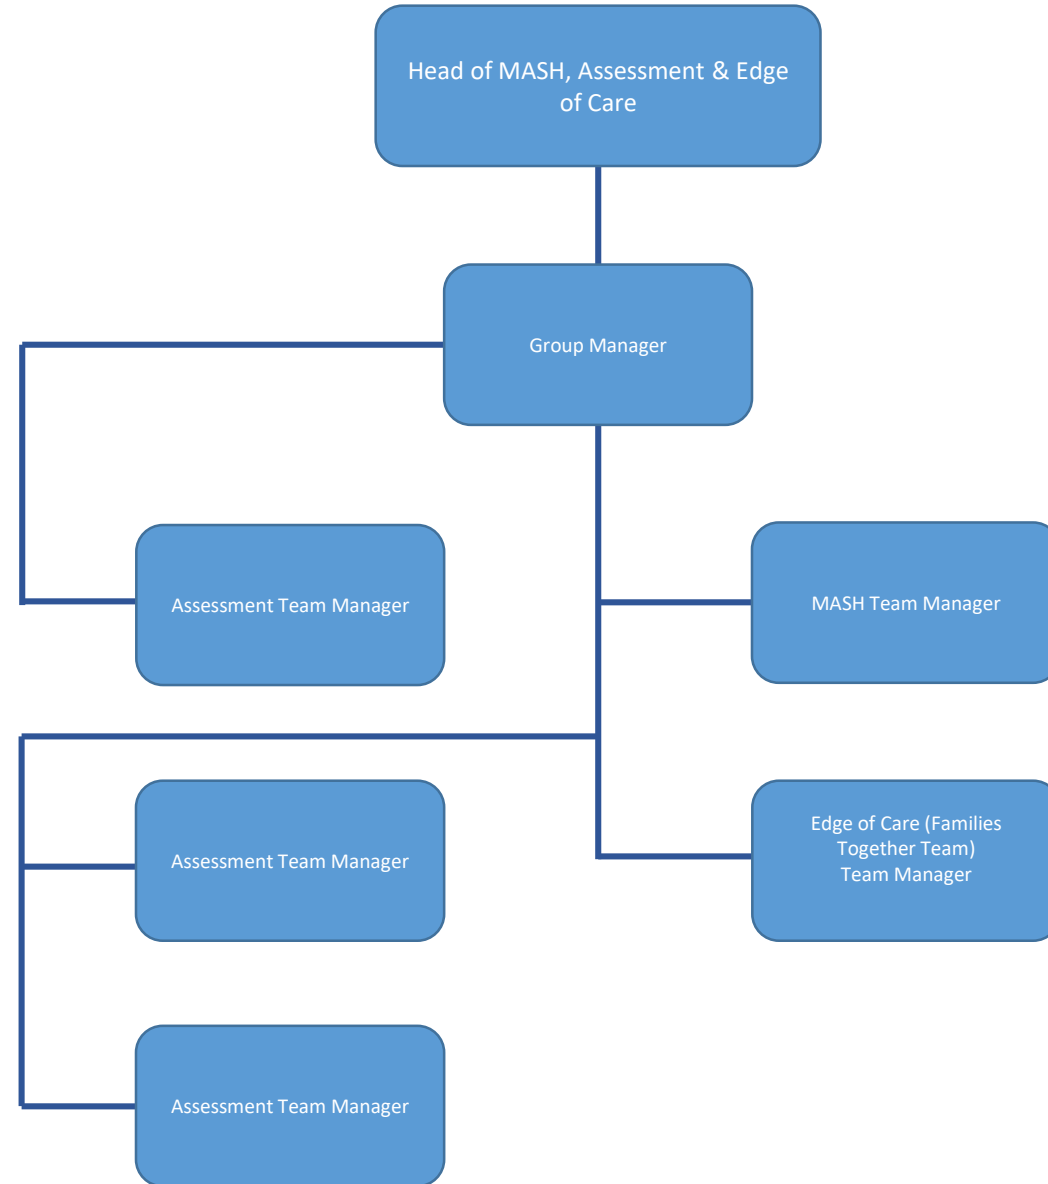 Head of MASH, Assessment & Edge
of Care
Group Manager
Assessment Team Manager
MASH Team Manager
Assessment Team Manager
Edge of Care (Families
Together Team)
Team Manager
Assessment Team Manager